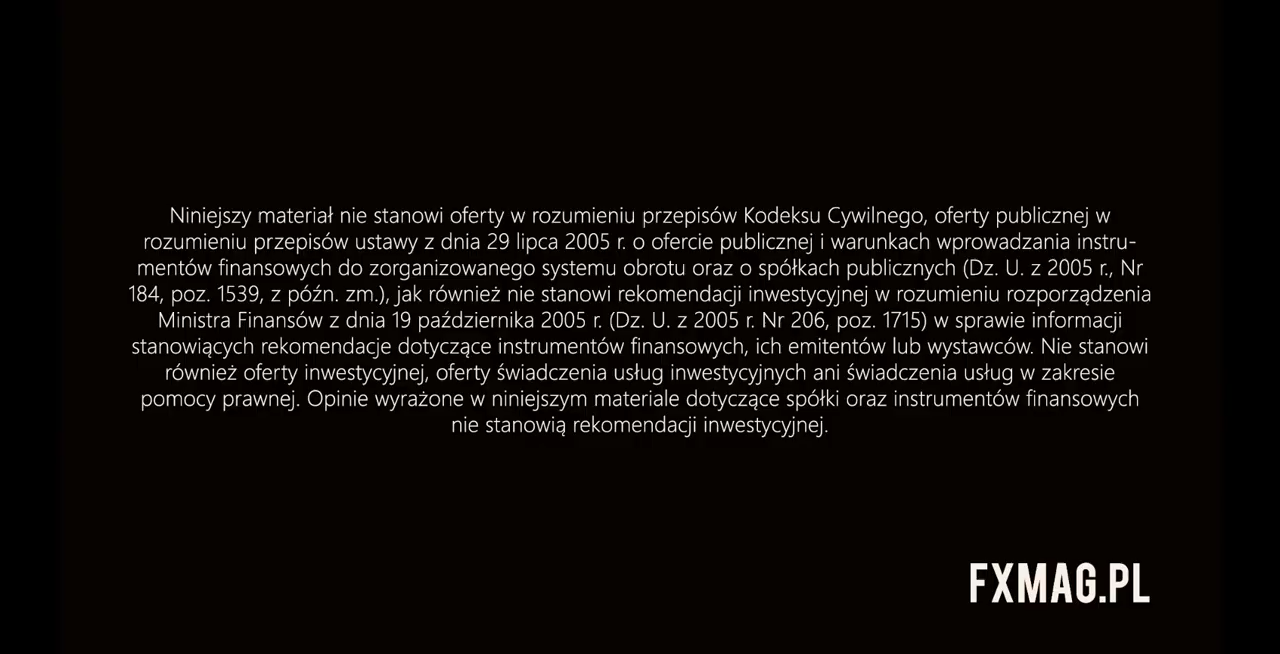 Niniejszy materiał nie stanowi oferty w rozumieniu przepisów Kodeksu Cywilnego, oferty publicznej w
rozumieniu przepisów ustawy z dnia 29 lipca 2005 r. o ofercie publicznej i warunkach wprowadzania instru-
mentów finansowych do zorganizowanego systemu obrotu oraz o spółkach publicznych (Dz. U. z 2005 r., Nr
184, poz. 1539, z późn. zm.), jak również nie stanowi rekomendacji inwestycyjnej w rozumieniu rozporządzenia
Ministra Finansów z dnia 19 października 2005 r. (Dz. U. z 2005 r. Nr 206, poz. 1715) w sprawie informacji
stanowiących rekomendacje dotyczące instrumentów finansowych, ich emitentów lub wystawców. Nie stanowi
również oferty inwestycyjnej, oferty świadczenia usług inwestycyjnych ani świadczenia usług w zakresie
pomocy prawnej. Opinie wyrażone w niniejszym materiale dotyczące spółki oraz instrumentów finansowych
nie stanowią rekomendacji inwestycyjnej.
FXMAG.PL